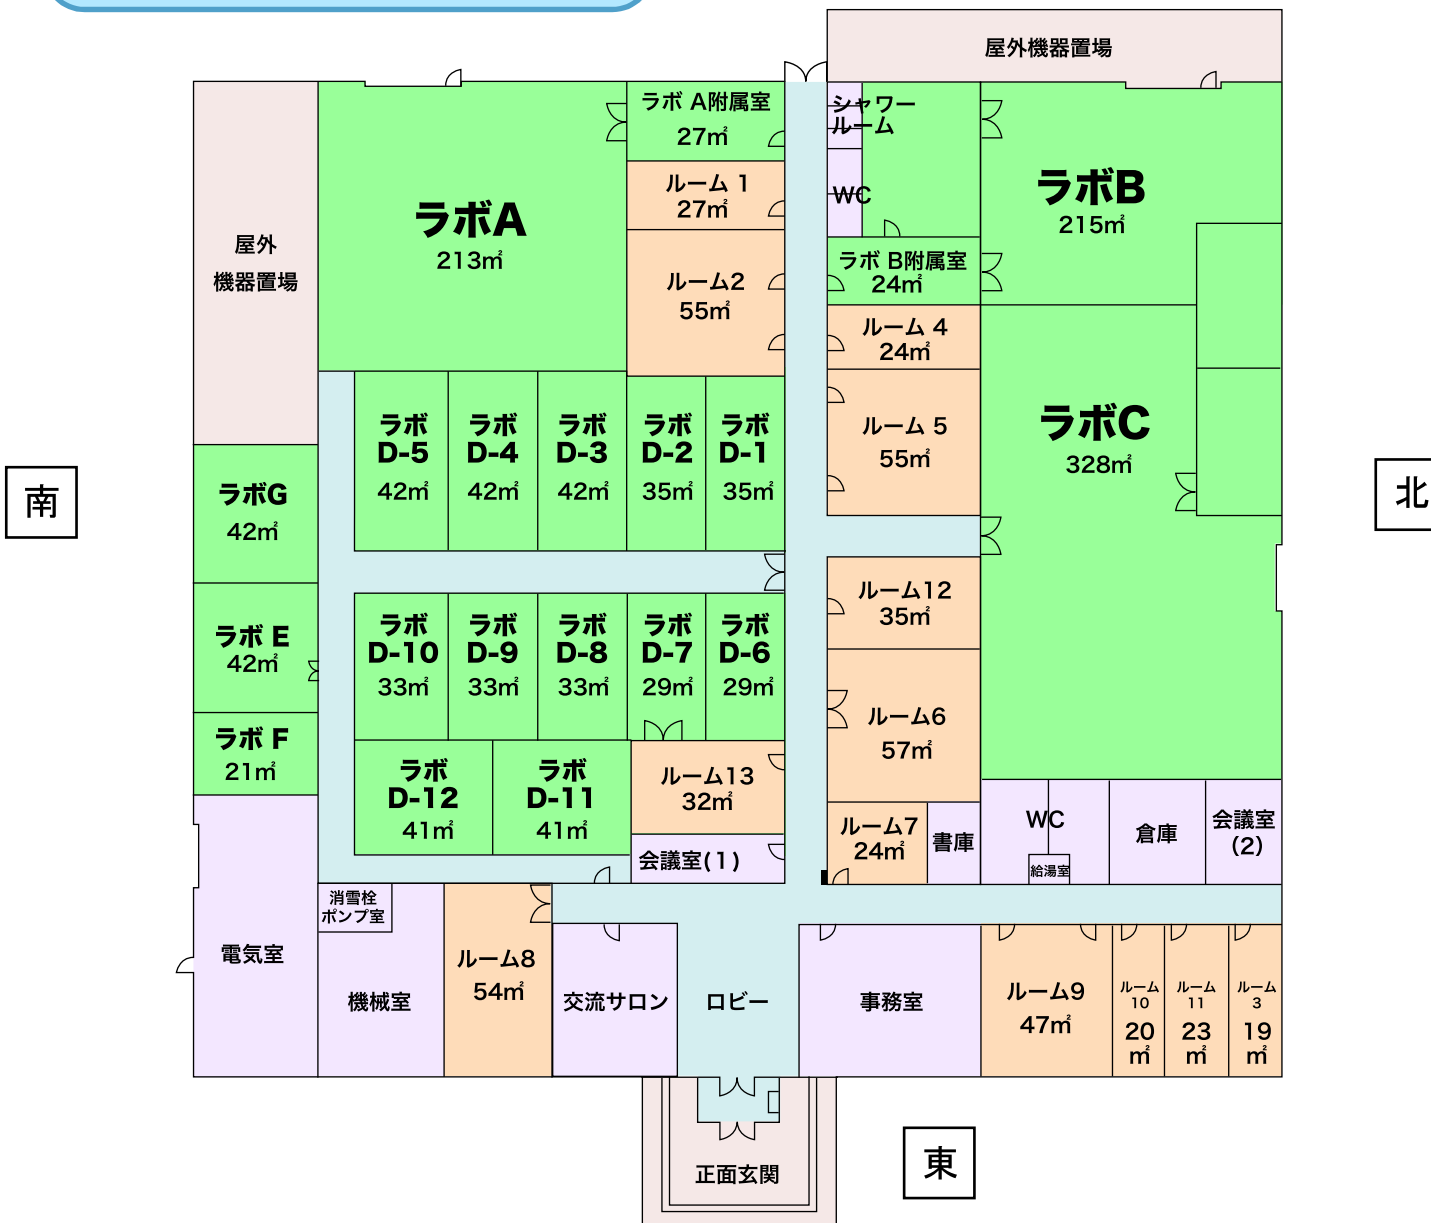 屋外機器置場
ラボ A附属室
27㎡
シャワー
ルーム
ラボA
213㎡
ルーム 1
27㎡
WC
ラボB
215㎡
屋外
機器置場
ルーム2
55㎡
ラボ B附属室
24㎡
ルーム 4
24㎡
ラボ
D-5
42㎡
ラボ
D-4
42㎡
ラボ
D-3
42㎡
ラボ
D-2
35㎡
ラボ
D-1
35㎡
ルーム 5
55㎡
ラボC
328㎡
南
ラボG
42㎡
北
ラボ E
42㎡
ラボ
D-10
33㎡
ラボ
D-9
33㎡
ラボ
D-8
33㎡
ラボ
D-7
29㎡
ラボ
D-6
29㎡
ルーム12
35㎡
ルーム6
57㎡
ラボ F
21㎡
ラボ
D-12
41㎡
ラボ
D-11
41㎡
ルーム13
32㎡
会議室(1)
ルーム7
24㎡
書庫
WC
給湯室
倉庫
会議室
(2)
消雪栓
ポンプ室
電気室
機械室
ルーム8
54㎡
交流サロン
ロビー
事務室
ルーム9
47㎡
ルーム
10
20
㎡
ルーム
11
23
㎡
ルーム
3
19
㎡
正面玄関
東